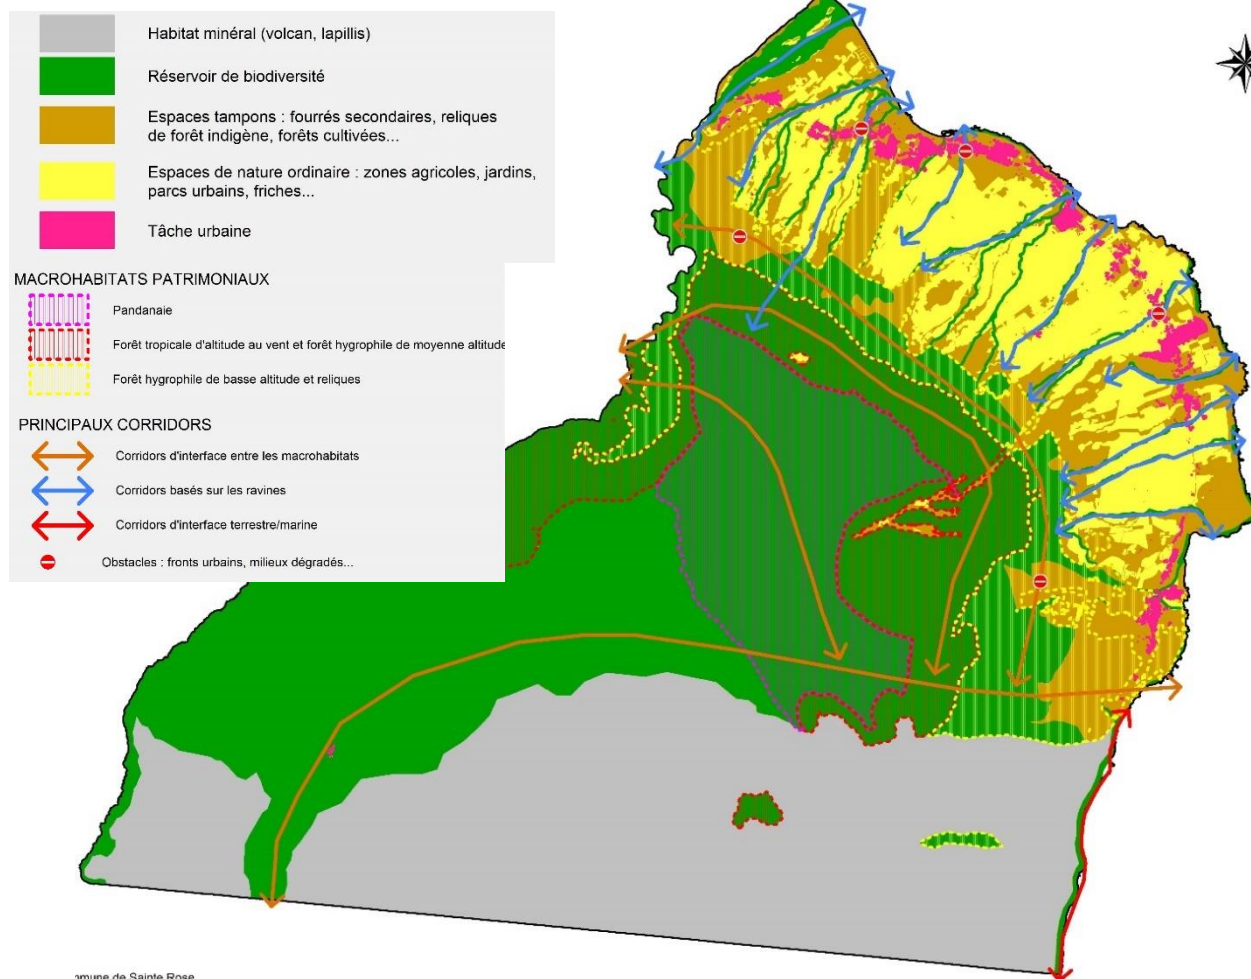 Habitat minéral (volcan, lapillis)
Réservoir de biodiversité
Espaces tampons : fourrés secondaires, reliques
de forêt indigène, forêts cultivées...
Espaces de nature ordinaire : zones agricoles, jardins,
parcs urbains, friches...
Tâche urbaine
MACROHABITATS PATRIMONIAUX
Pandanaie
Forêt tropicale d'altitude au vent et forêt hygrophile de moyenne altitude
Forêt hygrophile de basse altitude et reliques
PRINCIPAUX CORRIDORS
Corridors d'interface entre les macrohabitats
Corridors basés sur les ravines
Corridors d'interface terrestre/marine
Obstacles : fronts urbains, milieux dégradés...
de Sainte Rose